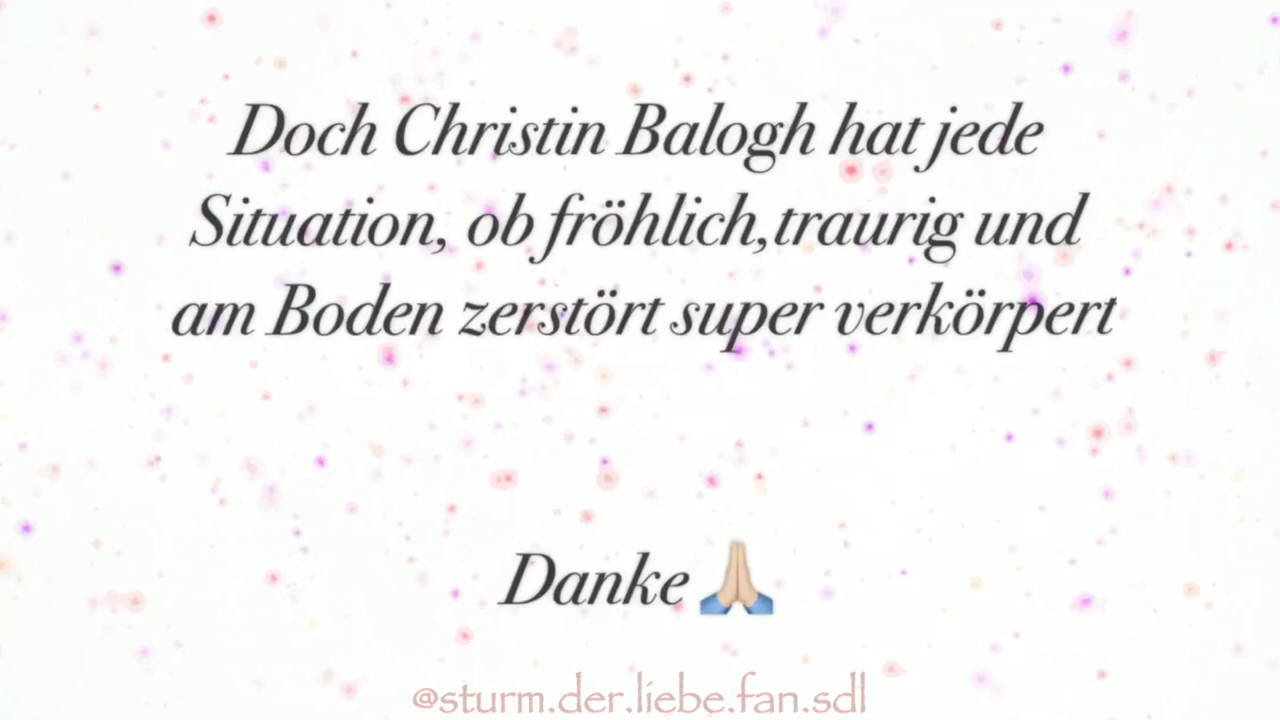 Doch Christin Balogh hat jede
Situation, ob fröhlich,traurig und
am Boden zerstört super verkörpert
Danke 🙏🏼
@sturm.der.liebe.fan.sdl